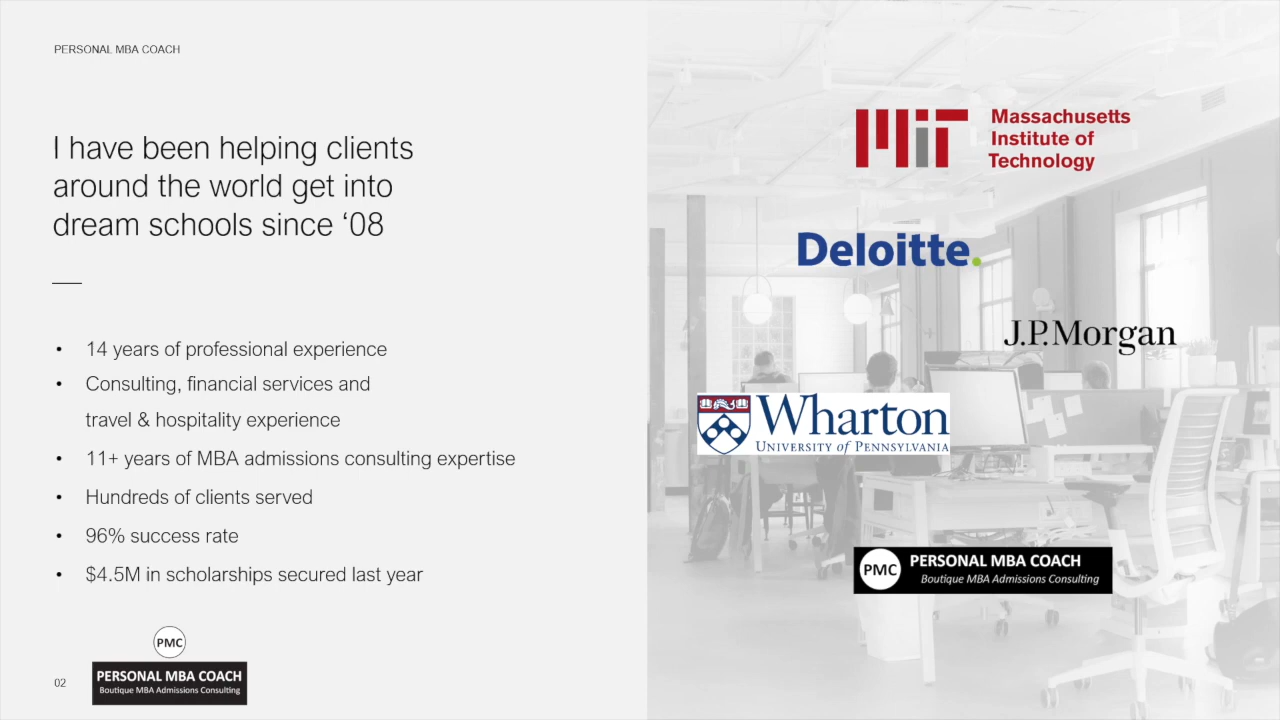 PERSONAL MBA COACH
I have been helping clients
around the world get into
dream schools since ‘08
• 14 years of professional experience
• Consulting, financial services and
travel & hospitality experience
• 11+ years of MBA admissions consulting expertise
• Hundreds of clients served
• 96% success rate
• $4.5M in scholarships secured last year
PMC
PERSONAL MBA COACH
Boutique MBA Admissions Consulting
02
MIT
Massachusetts
Institute of
Technology
Deloitte.
J.P.Morgan
Wharton
UNIVERSITY of PENNSYLVANIA
PMC
PERSONAL MBA COACH
Boutique MBA Admissions Consulting